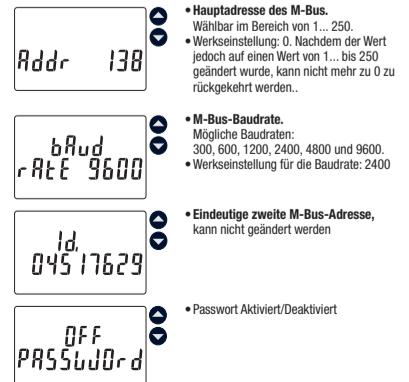 Addr 138
• Hauptadresse des M-Bus.
Wählbar im Bereich von 1... 250.
• Werkseinstellung: 0. Nachdem der Wert
jedoch auf einen Wert von 1... bis 250
geändert wurde, kann nicht mehr zu 0 zu
rückgekehrt werden..
bAud
rAtE 9600
• M-Bus-Baudrate.
Mögliche Baudraten:
300, 600, 1200, 2400, 4800 und 9600.
• Werkseinstellung für die Baudrate: 2400
Id.
04517629
• Eindeutige zweite M-Bus-Adresse,
kann nicht geändert werden
OFF
PASSWOrd
• Passwort Aktiviert/Deaktiviert